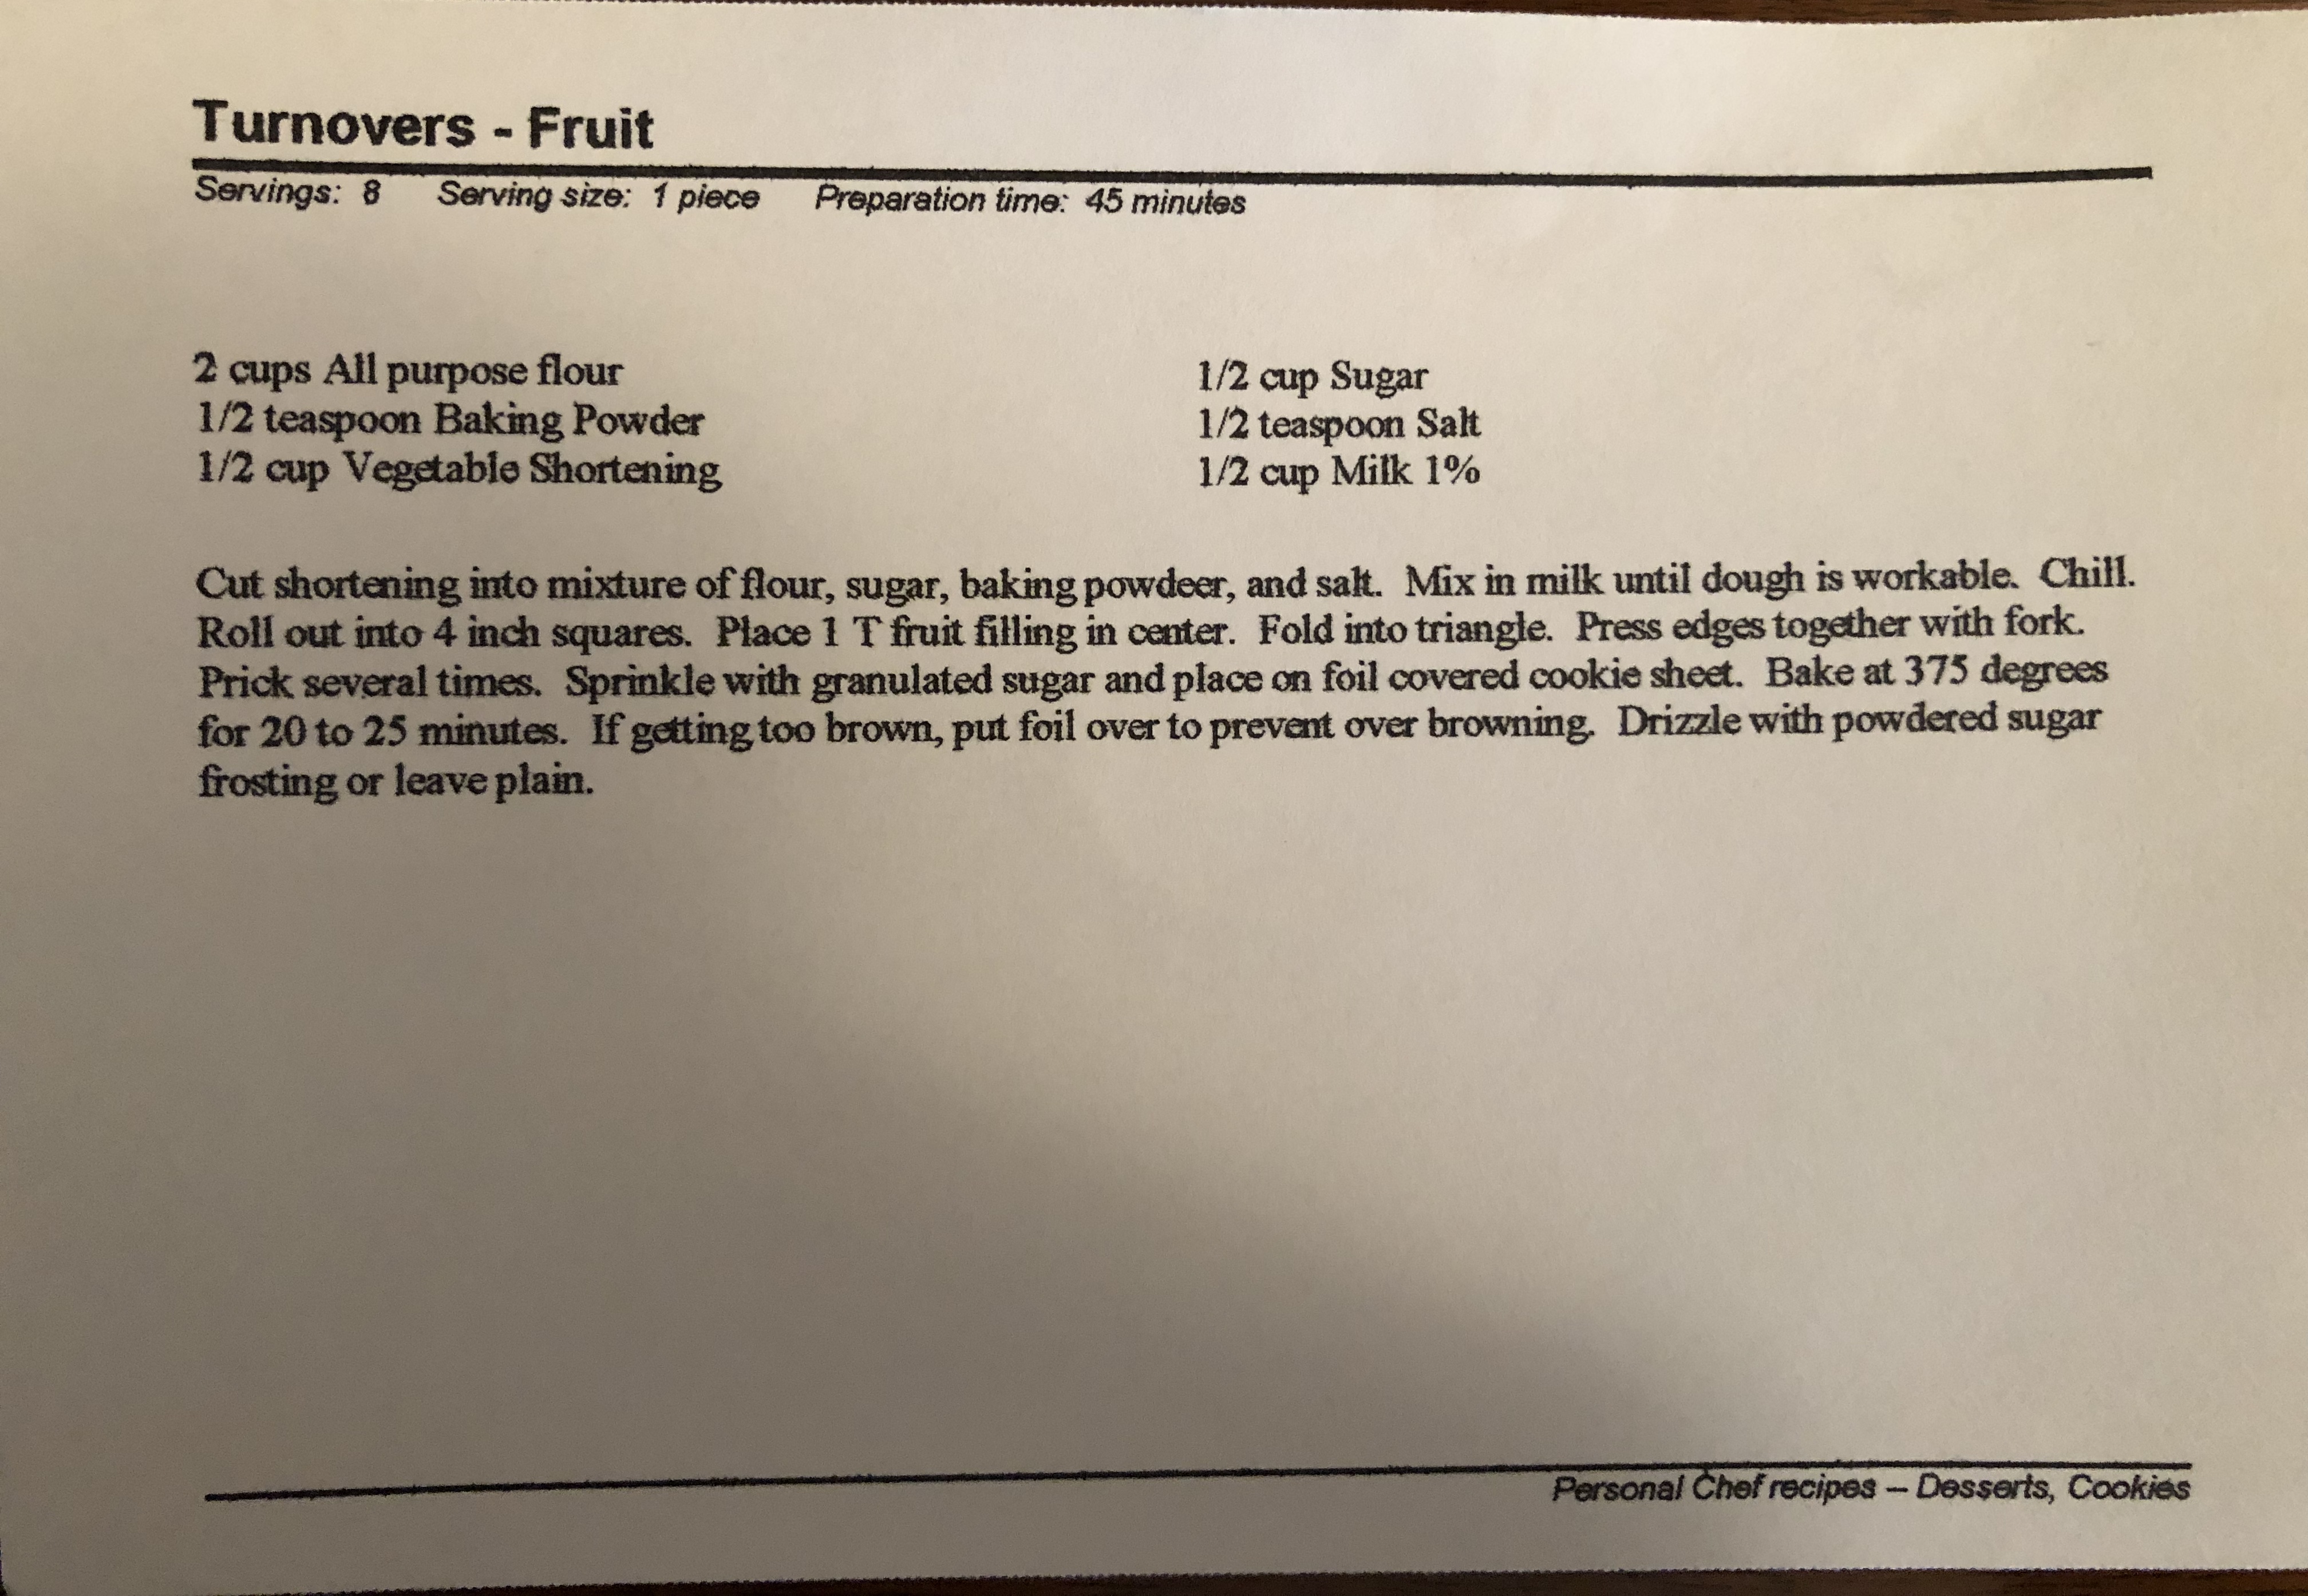 Turnovers - Fruit
Servings: 8 Serving size: 1 piece Preparation time: 45 minutes
2 cups All purpose flour
1/2 teaspoon Baking Powder
1/2 cup Vegetable Shortening
1/2 cup Sugar
1/2 teaspoon Salt
1/2 cup Milk 1%
Cut shortening into mixture of flour, sugar, baking powdeer, and salt. Mix in milk until dough is workable. Chill.
Roll out into 4 inch squares. Place 1 T fruit filling in center. Fold into triangle. Press edges together with fork.
Prick several times. Sprinkle with granulated sugar and place on foil covered cookie sheet. Bake at 375 degrees
for 20 to 25 minutes. If getting too brown, put foil over to prevent over browning. Drizzle with powdered sugar
frosting or leave plain.
Personal Chef recipes – Desserts, Cookies